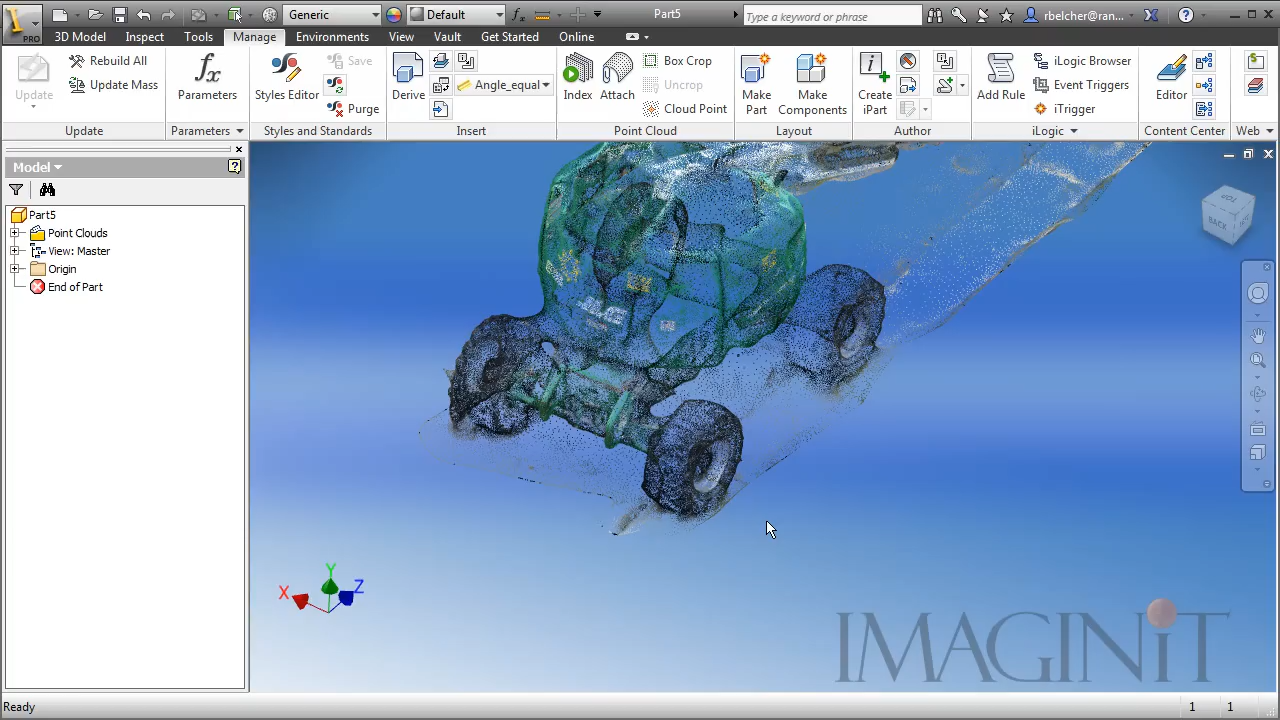 Generic
Default
Part5
Type a keyword or phrase
rbelcher@ran...
PRO
3D Model
Inspect
Tools
Manage
Environments
View
Vault
Get Started
Online
Update
Rebuild All
Update Mass
Update
Parameters
Parameters
Styles Editor
Save
Purge
Styles and Standards
Derive
Angle_equal
Insert
Index
Attach
Box Crop
Uncrop
Cloud Point
Point Cloud
Make Part
Make Components
Layout
Create iPart
Author
Add Rule
iLogic Browser
Event Triggers
iTrigger
iLogic
Editor
Content Center
Web
Model
Part5
Point Clouds
View: Master
Origin
End of Part
TOP
BACK
X
Y
Z
IMAGINiT
Ready
1
1